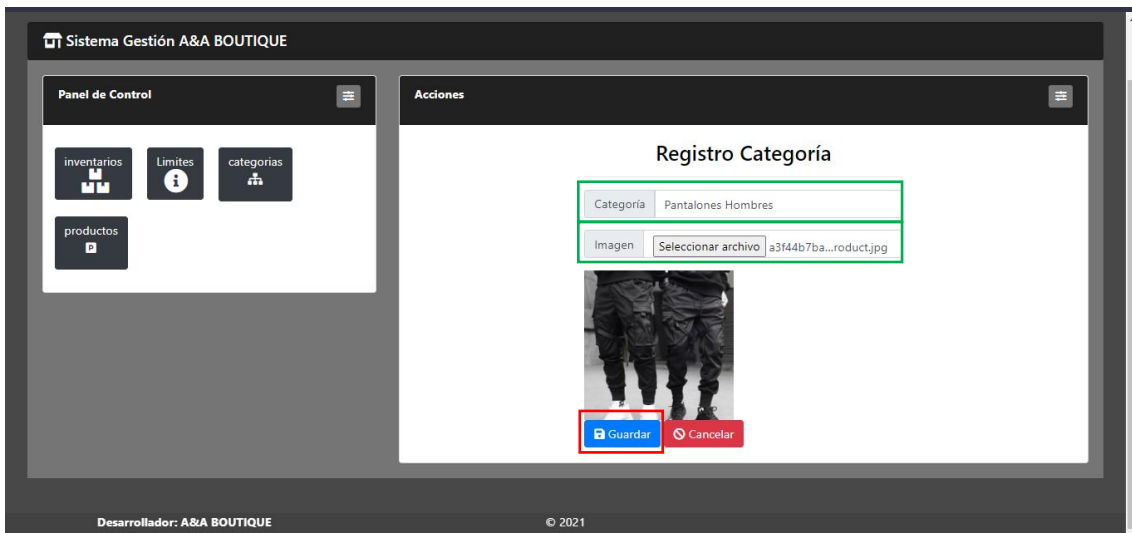 Sistema Gestión A&A BOUTIQUE
Panel de Control
inventarios
Limites
categorias
productos
P
Acciones
Registro Categoría
Categoría Pantalones Hombres
Imagen Seleccionar archivo a3f44b7ba...roduct.jpg
Guardar Cancelar
Desarrollador: A&A BOUTIQUE © 2021